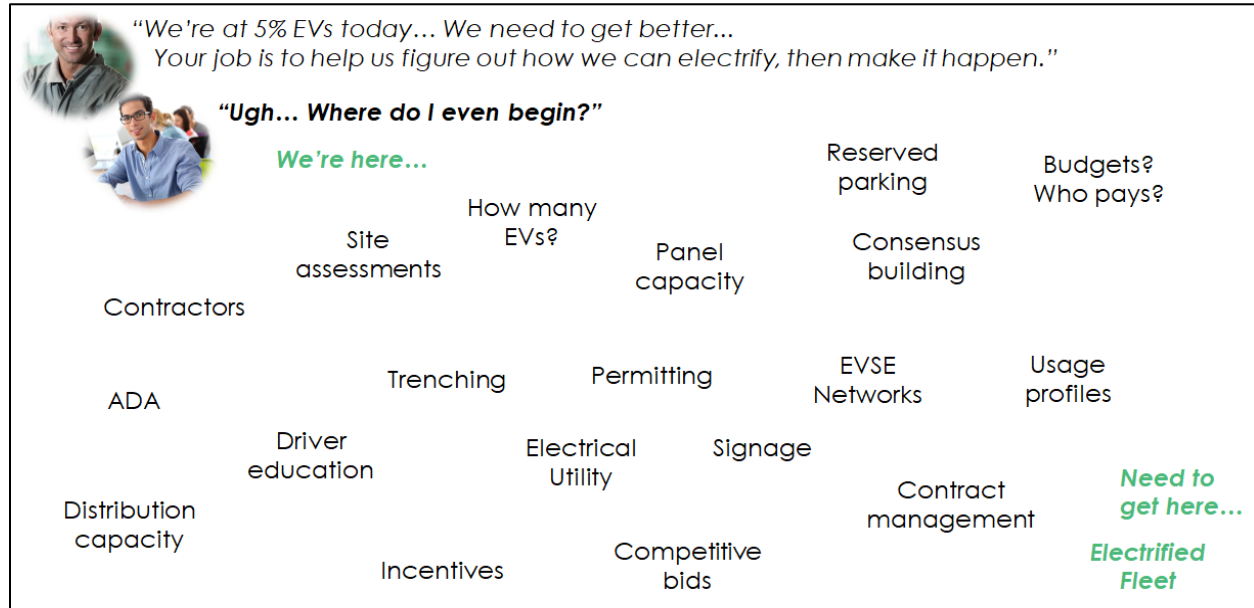 “We’re at 5% EVs today… We need to get better…
Your job is to help us figure out how we can electrify, then make it happen.”
“Ugh… Where do I even begin?”
We’re here…
Reserved
parking
Budgets?
Who pays?
How many
EVs?
Site
assessments
Panel
capacity
Consensus
building
Contractors
Trenching
Permitting
EVSE
Networks
Usage
profiles
ADA
Driver
education
Electrical
Utility
Signage
Contract
management
Need to
get here…
Distribution
capacity
Incentives
Competitive
bids
Electrified
Fleet